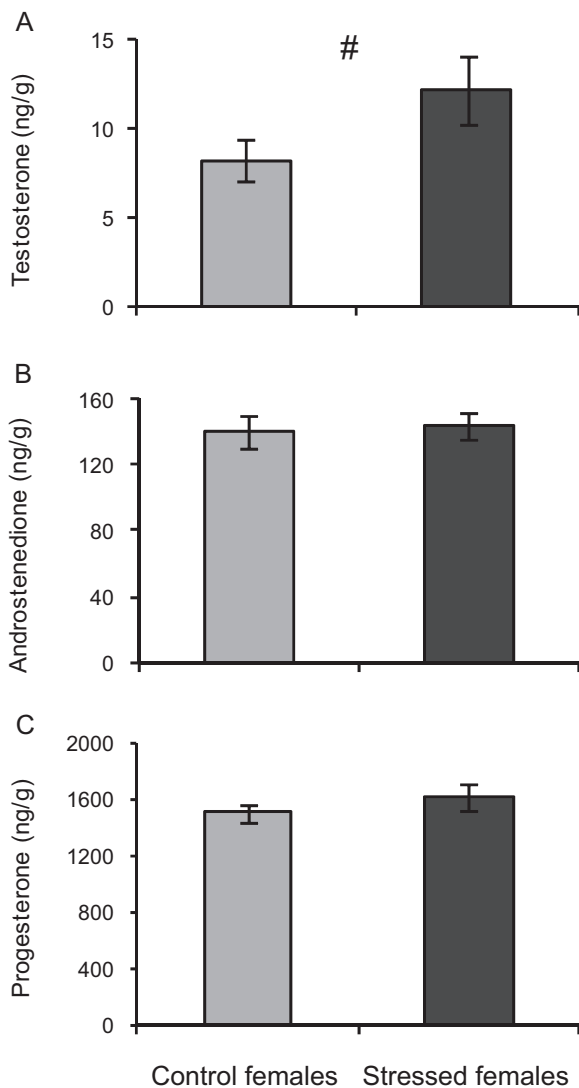 A
Testosterone (ng/g)
15
10
5
0
#
B
Androstenedione (ng/g)
160
120
80
40
0
C
Progesterone (ng/g)
2000
1600
1200
800
400
0
Control females
Stressed females